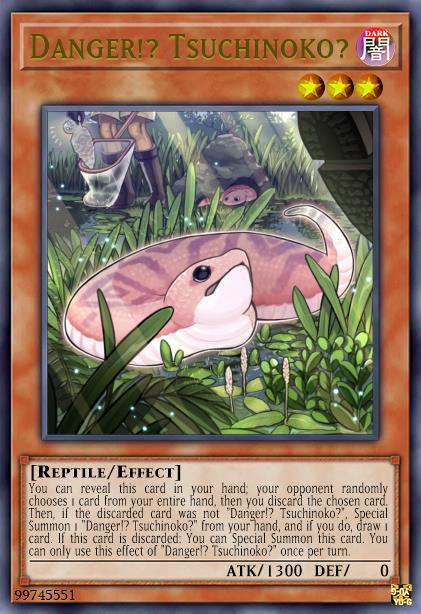 Danger!? Tsuchinoko?
DARK
闇
[Reptile/Effect]
You can reveal this card in your hand; your opponent randomly
chooses 1 card from your entire hand, then you discard the chosen card.
Then, if the discarded card was not "Danger!? Tsuchinoko?", Special
Summon 1 "Danger!? Tsuchinoko?" from your hand, and if you do, draw 1
card. If this card is discarded: You can Special Summon this card. You
can only use this effect of "Danger!? Tsuchinoko?" once per turn.
ATK/1300 DEF/ 0
99745551